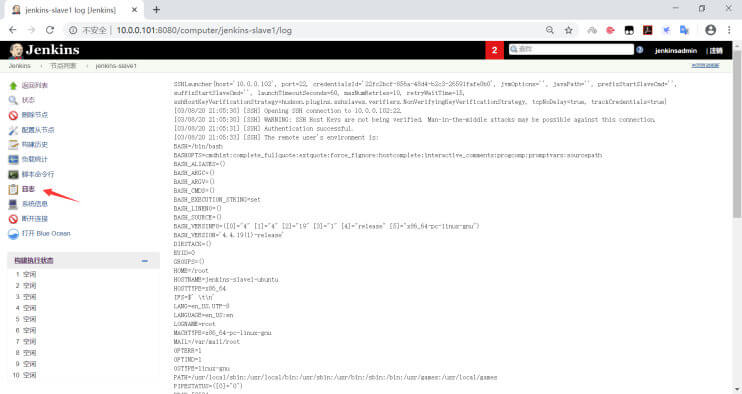 jenkins-slave1 log [Jenkins]
不安全 | 10.0.0.101:8080/computer/jenkins-slave1/log
Jenkins
2
查找
jenkinsadmin | 注销
Jenkins 节点列表 jenkins-slave1
返回列表
状态
删除节点
配置从节点
构建历史
负载统计
脚本命令行
日志
系统信息
断开连接
打开 Blue Ocean
构建执行状态
1 空闲
2 空闲
3 空闲
4 空闲
5 空闲
6 空闲
7 空闲
8 空闲
9 空闲
10 空闲
SSHLauncher{host='10.0.0.102', port=22, jvmOptions='', javaPath='', prefixStartSlaveCmd='',
suffixStartSlaveCmd='', launchTimeoutSeconds=60, maxNumRetries=10, retryWaitTime=15,
sshHostKeyVerificationStrategy=hudson.plugins.sshslaves.verifiers.NonVerifyingKeyVerificationStrategy, tcpNoDelay=true, trackCredentials=true}
[03/08/20 21:05:30] [SSH] Opening SSH connection to 10.0.0.102:22.
[03/08/20 21:05:30] [SSH] WARNING: SSH Host Keys are not being verified. Man-in-the-middle attacks may be possible against this connection.
[03/08/20 21:05:31] [SSH] Authentication successful.
[03/08/20 21:05:33] [SSH] The remote user's environment is:
BASH=/bin/bash
BASHOPTS=cmdhist:complete_fullquote:extquote:force_fignore:hostcomplete:interactive_comments:progcomp:promptvars:sourcepath
BASH_ALIASES=()
BASH_ARGC=()
BASH_ARGV=()
BASH_CMDS=()
BASH_EXECUTION_STRING=set
BASH_LINENO=()
BASH_SOURCE=()
BASH_VERSINFO=([0]="4" [1]="4" [2]="19" [3]="1" [4]="release" [5]="x86_64-pc-linux-gnu")
BASH_VERSION='4.4.19(1)-release'
DIRSTACK=()
EUID=0
GROUPS=()
HOME=/root
HOSTNAME=jenkins-slave1-ubuntu
HOSTTYPE=x86_64
IFS=$' \t\n'
LANG=en_US.UTF-8
LANGUAGE=en_US:en
LOGNAME=root
MACHTYPE=x86_64-pc-linux-gnu
MAIL=/var/mail/root
OPTERR=1
OPTIND=1
OSTYPE=linux-gnu
PATH=/usr/local/sbin:/usr/local/bin:/usr/sbin:/usr/bin:/sbin:/bin:/usr/games:/usr/local/games
PIPESTATUS=([0]="0")